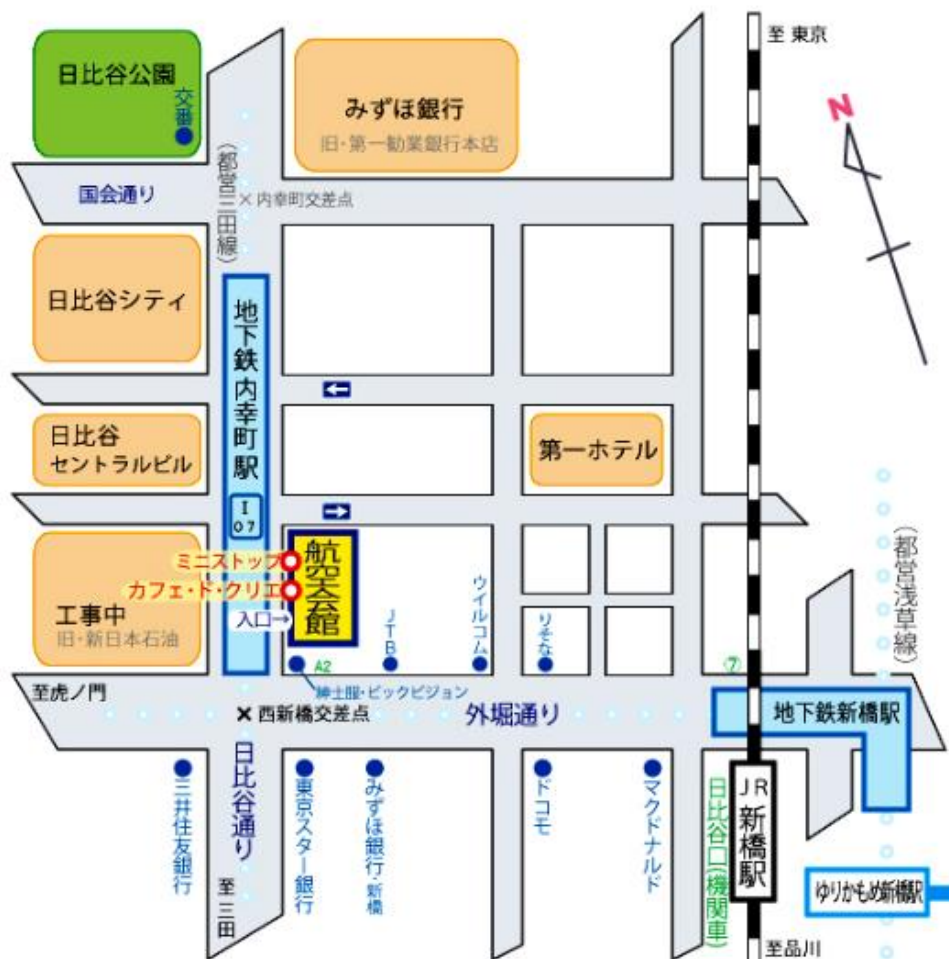 至 東京
日比谷公園
交番
みずほ銀行
旧・第一勧業銀行本店
N
(都営三田線)
国会通り
×内幸町交差点
日比谷シティ
地下鉄内幸町駅
I
07
←
日比谷
セントラルビル
第一ホテル
→
(都営浅草線)
航空会館
ミニストップ
カフェ・ド・クリエ
入口→
工事中
旧・新日本石油
JTB
ウイルコム
りそな
A2
紳士服・ビックビジョン
⑦
至虎ノ門
×西新橋交差点
外堀通り
地下鉄新橋駅
日比谷通り
三井住友銀行
東京スター銀行
みずほ銀行・新橋
ドコモ
マクドナルド
日比谷口(機関車)
JR
新橋駅
ゆりかもめ新橋駅
至三田
至品川